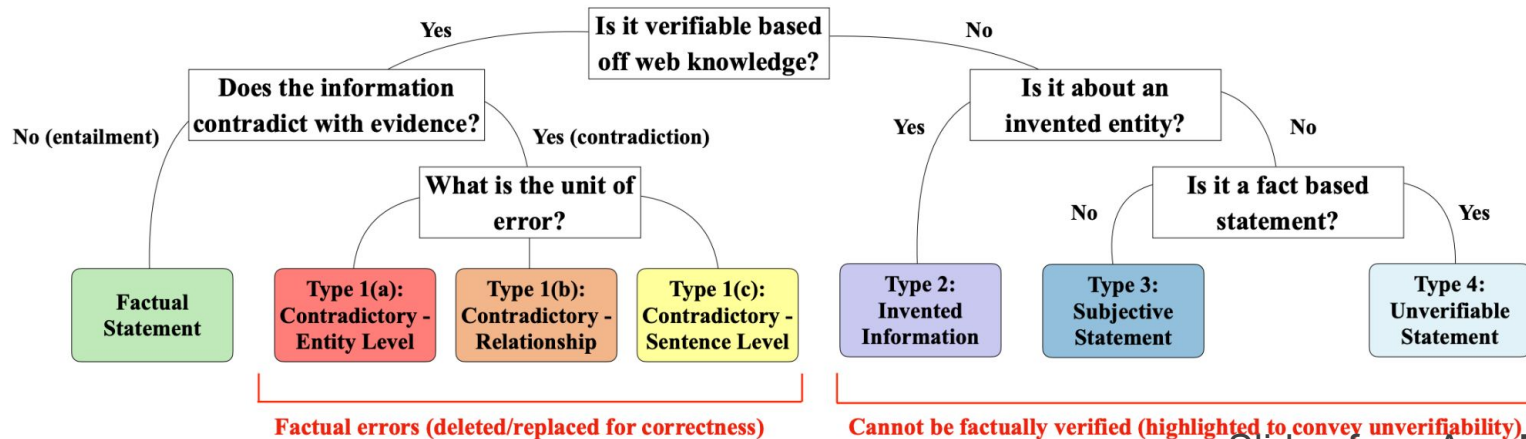 Is it verifiable based
off web knowledge?
Yes
No
Does the information
contradict with evidence?
Is it about an
invented entity?
No (entailment)
Yes (contradiction)
Yes
No
What is the unit of
error?
Is it a fact based
statement?
No
Yes
Factual
Statement
Type 1(a):
Contradictory -
Entity Level
Type 1(b):
Contradictory -
Relationship
Type 1(c):
Contradictory -
Sentence Level
Type 2:
Invented
Information
Type 3:
Subjective
Statement
Type 4:
Unverifiable
Statement
Factual errors (deleted/replaced for correctness)
Cannot be factually verified (highlighted to convey unverifiability)